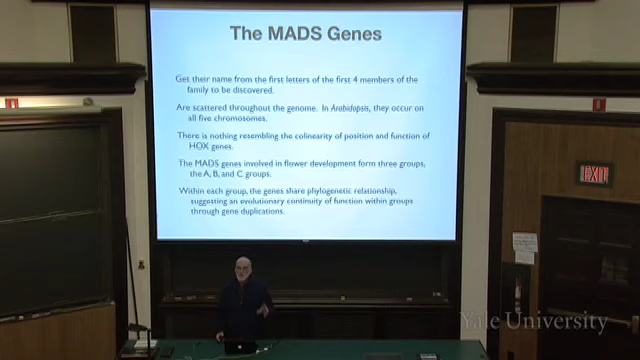 The MADS Genes
Get their name from the first letters of the first 4 members of the
family to be discovered.
Are scattered throughout the genome. In Arabidopsis, they occur on
all five chromosomes.
There is nothing resembling the colinearity of position and function of
HOX genes.
The MADS genes involved in flower development form three groups,
the A, B, and C groups.
Within each group, the genes share phylogenetic relationship,
suggesting an evolutionary continuity of function within groups
through gene duplications.
EXIT
Yale University